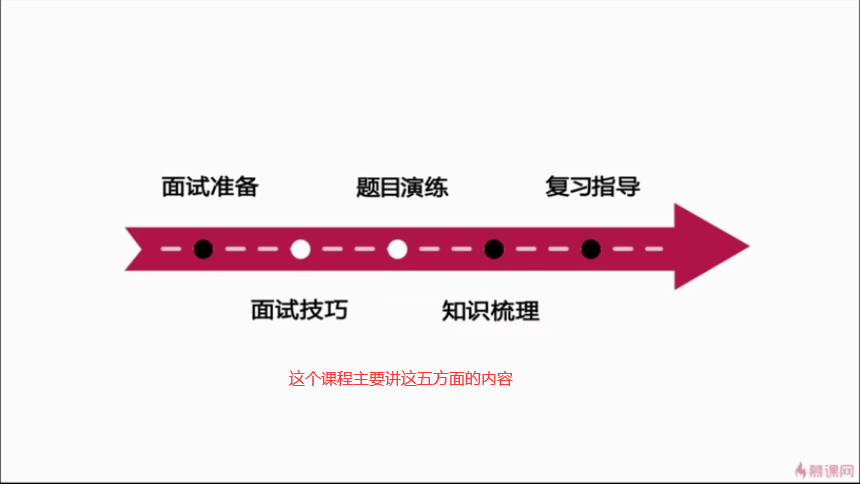 面试准备
题目演练
复习指导
面试技巧
知识梳理
这个课程主要讲这五方面的内容
慕课网